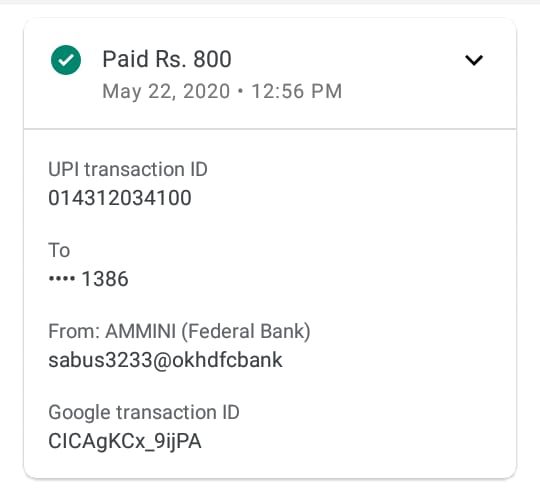 Paid Rs. 800
May 22, 2020 • 12:56 PM
UPI transaction ID
014312034100
To
•••• 1386
From: AMMINI (Federal Bank)
sabus3233@okhdfcbank
Google transaction ID
CICAgKCx_9ijPA